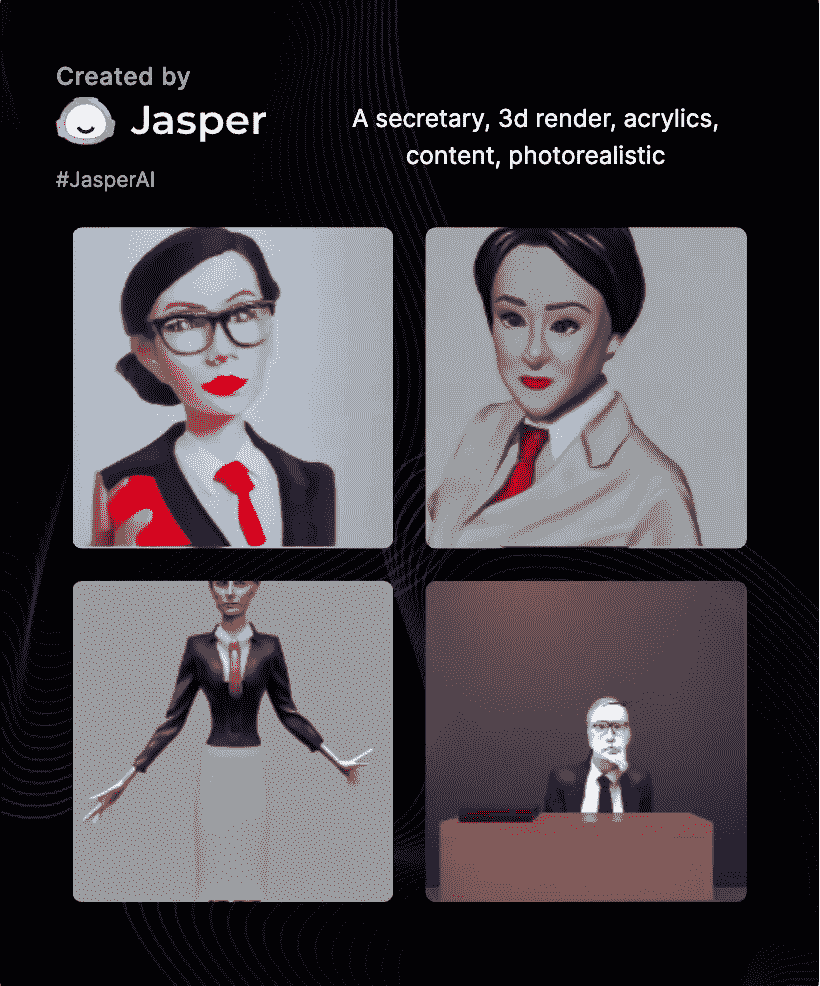 Created by
Jasper
#JasperAI
A secretary, 3d render, acrylics,
content, photorealistic